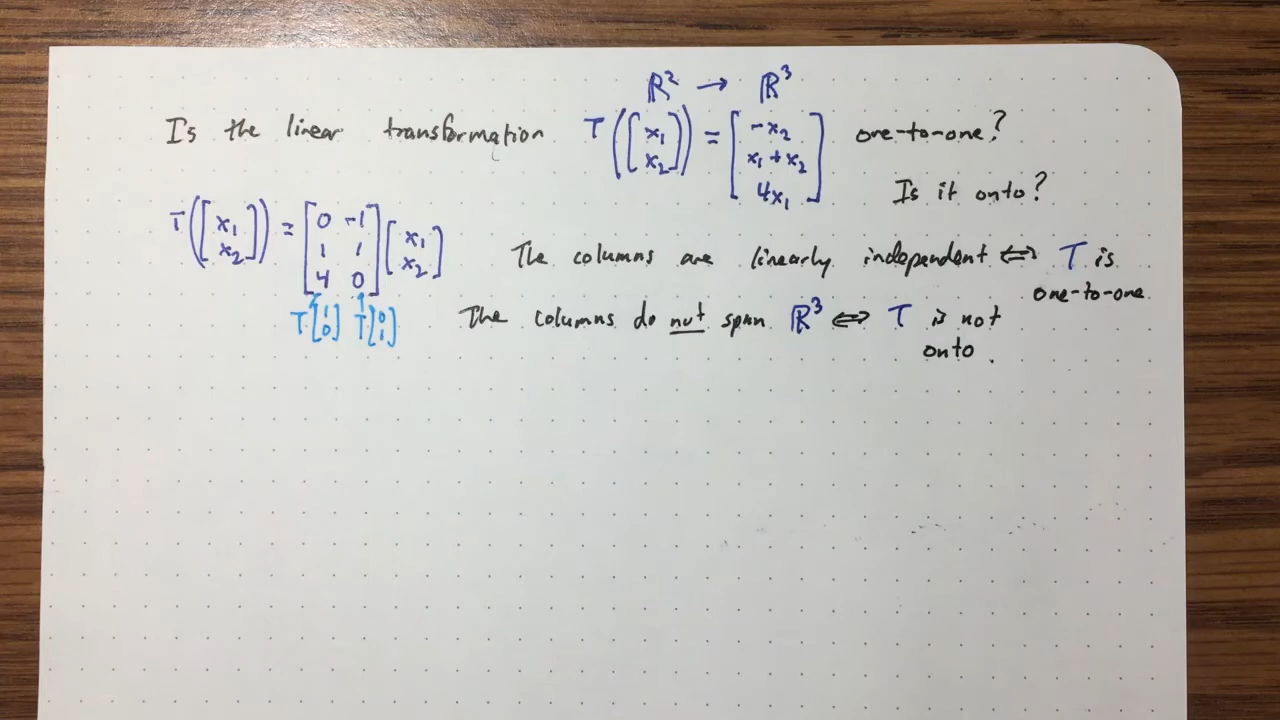 ℝ² → ℝ³
Is the linear transformation T([x₁ x₂]) = [-x₂ x₁ + x₂ 4x₁] one-to-one?
Is it onto?
T([x₁ x₂]) = [0 -1 1 1 4 0] [x₁ x₂]
T[1 0] T[0 1]
The columns are linearly independent ⇔ T is
one-to-one.
The columns do not span ℝ³ ⇔ T is not
onto.